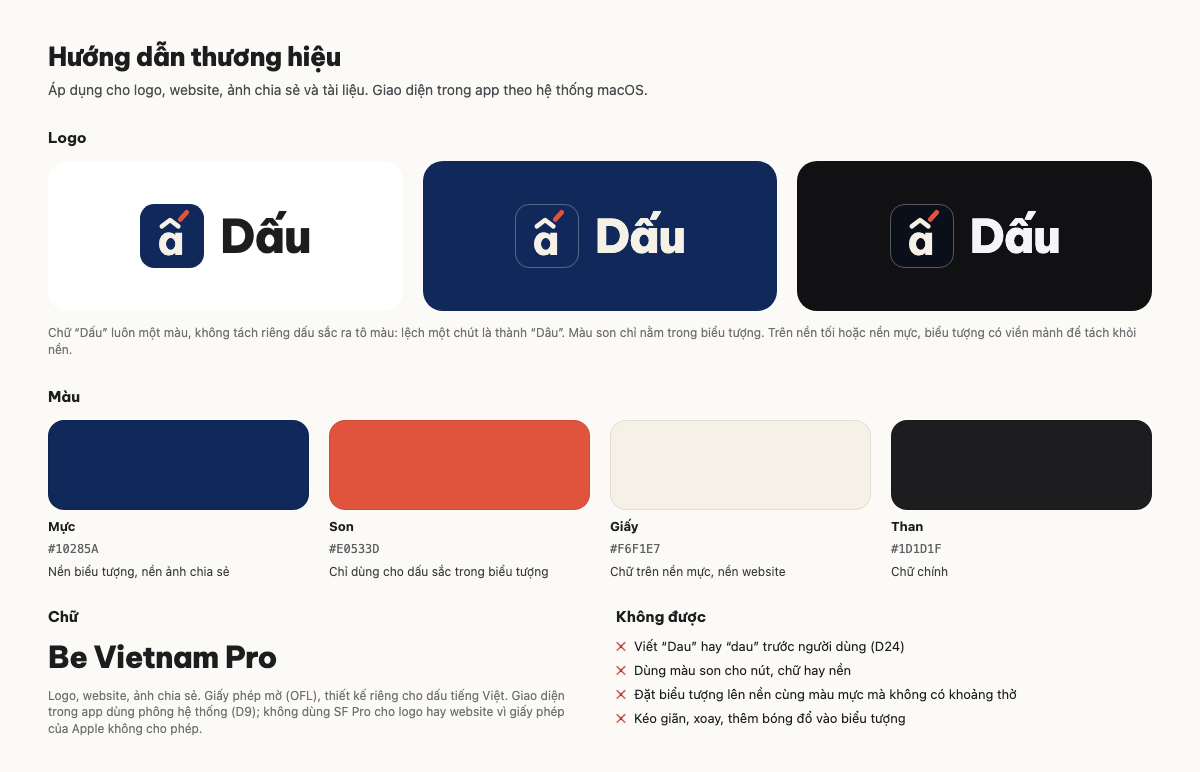 Hướng dẫn thương hiệu
Áp dụng cho logo, website, ảnh chia sẻ và tài liệu. Giao diện trong app theo hệ thống macOS.
Logo
ấ Dấu
ấ Dấu
ấ Dấu
Chữ “Dấu” luôn một màu, không tách riêng dấu sắc ra tô màu: lệch một chút là thành “Dâu”. Màu son chỉ nằm trong biểu tượng. Trên nền tối hoặc nền mực, biểu tượng có viền mảnh để tách khỏi
nền.
Màu
Mực
#10285A
Nền biểu tượng, nền ảnh chia sẻ
Son
#E0533D
Chỉ dùng cho dấu sắc trong biểu tượng
Giấy
#F6F1E7
Chữ trên nền mực, nền website
Than
#1D1D1F
Chữ chính
Chữ
Be Vietnam Pro
Logo, website, ảnh chia sẻ. Giấy phép mở (OFL), thiết kế riêng cho dấu tiếng Việt. Giao diện
trong app dùng phông hệ thống (D9); không dùng SF Pro cho logo hay website vì giấy phép
của Apple không cho phép.
Không được
Viết “Dau” hay “dau” trước người dùng (D24)
Dùng màu son cho nút, chữ hay nền
Đặt biểu tượng lên nền cùng màu mực mà không có khoảng thở
Kéo giãn, xoay, thêm bóng đổ vào biểu tượng